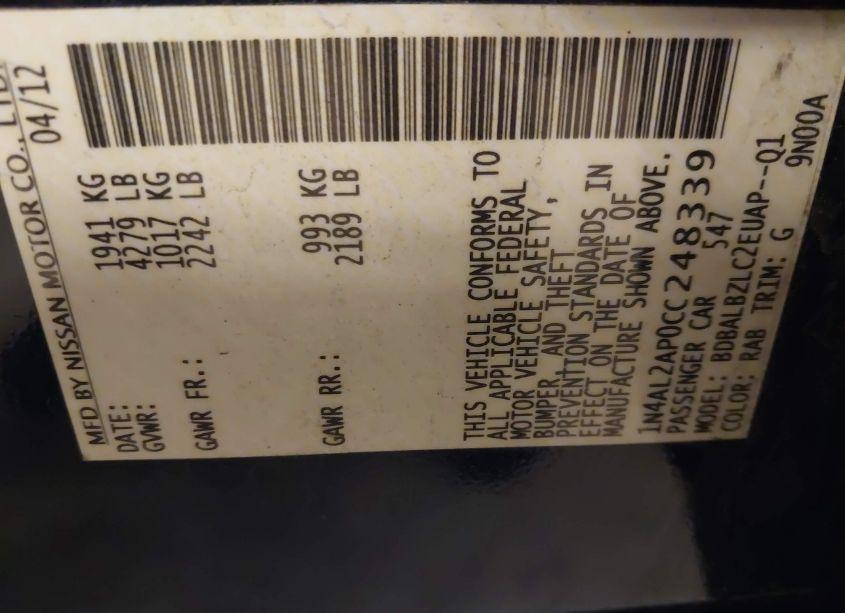 MFD BY NISSAN MOTOR CO., LTD.
DATE: 04/12
GVWR: 1941 KG
4279 LB
GAWR FR.: 1017 KG
2242 LB
GAWR RR.: 993 KG
2189 LB
THIS VEHICLE CONFORMS TO
ALL APPLICABLE FEDERAL
MOTOR VEHICLE SAFETY,
BUMPER, AND THEFT
PREVENTION STANDARDS IN
EFFECT ON THE DATE OF
MANUFACTURE SHOWN ABOVE.
1N4AL2AP0CC248339
PASSENGER CAR 547
MODEL: BDBALBZLC2EUAP--Q1
COLOR: RAB TRIM: G 9N00A